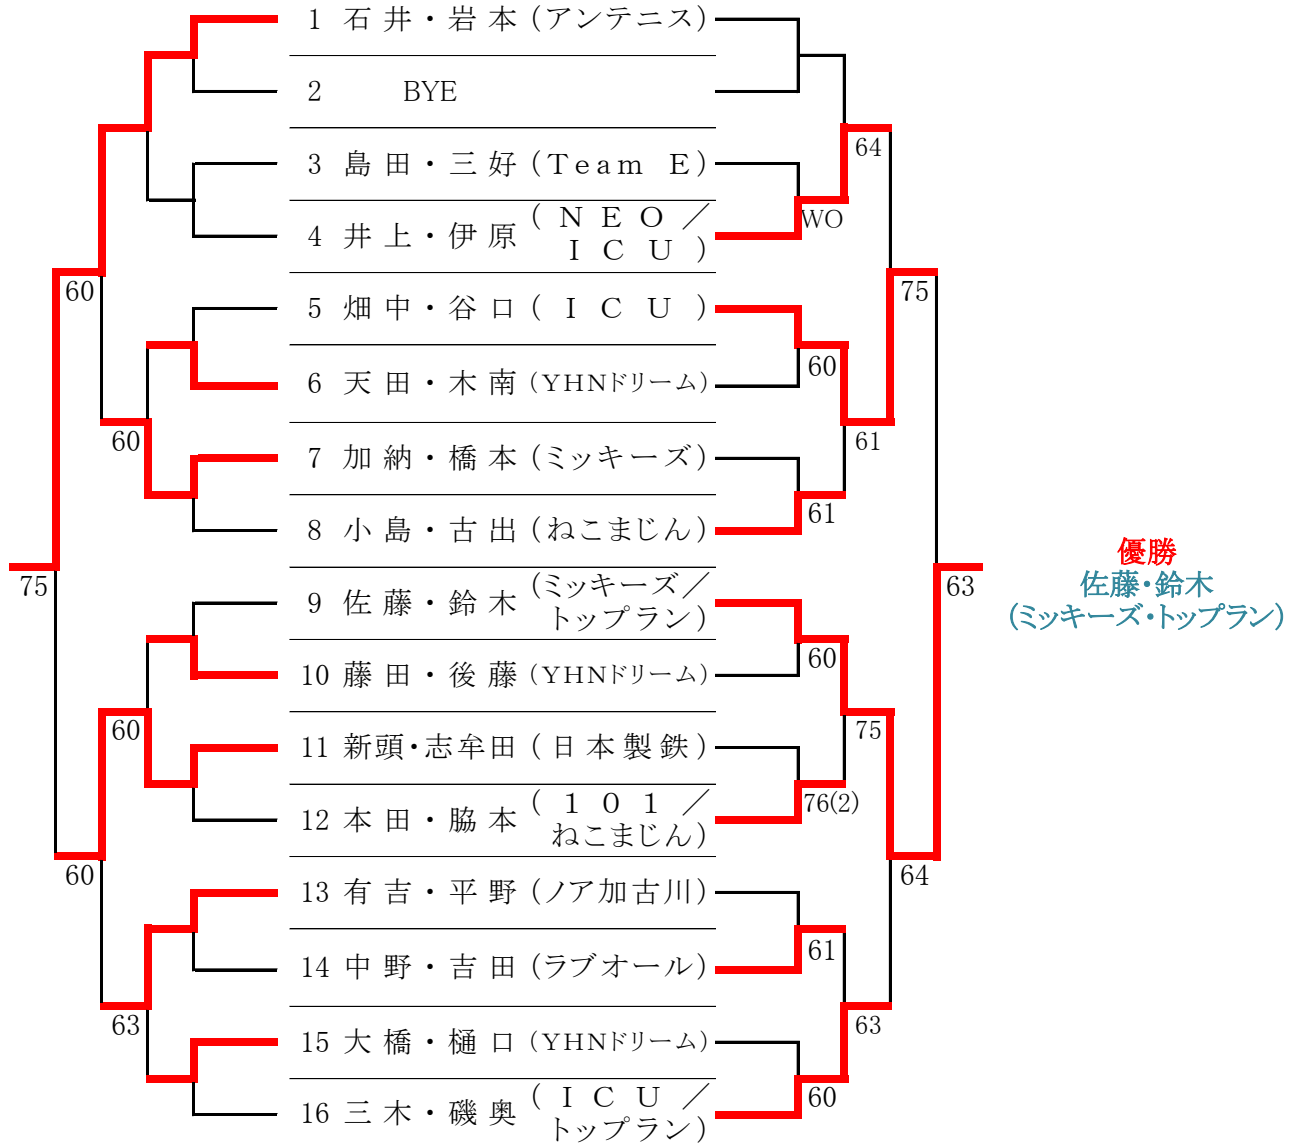 1 石井・岩本 (アンテニス)
2 BYE
64
3 島田・三好 (Team E)
4 井上・伊原 (NEO／
ICU)
WO
60
75
5 畑中・谷口 (ICU)
60
6 天田・木南 (YHNドリーム)
60
61
7 加納・橋本 (ミッキーズ)
61
8 小島・古出 (ねこまじん)
75
63
優勝
佐藤・鈴木
(ミッキーズ・トップラン)
9 佐藤・鈴木 (ミッキーズ／
トップラン)
60
10 藤田・後藤 (YHNドリーム)
60
75
11 新頭・志牟田 (日本製鉄)
76(2)
12 本田・脇本 (101／
ねこまじん)
60
64
13 有吉・平野 (ノア加古川)
61
14 中野・吉田 (ラブオール)
63
63
15 大橋・樋口 (YHNドリーム)
60
16 三木・磯奥 (ICU／
トップラン)